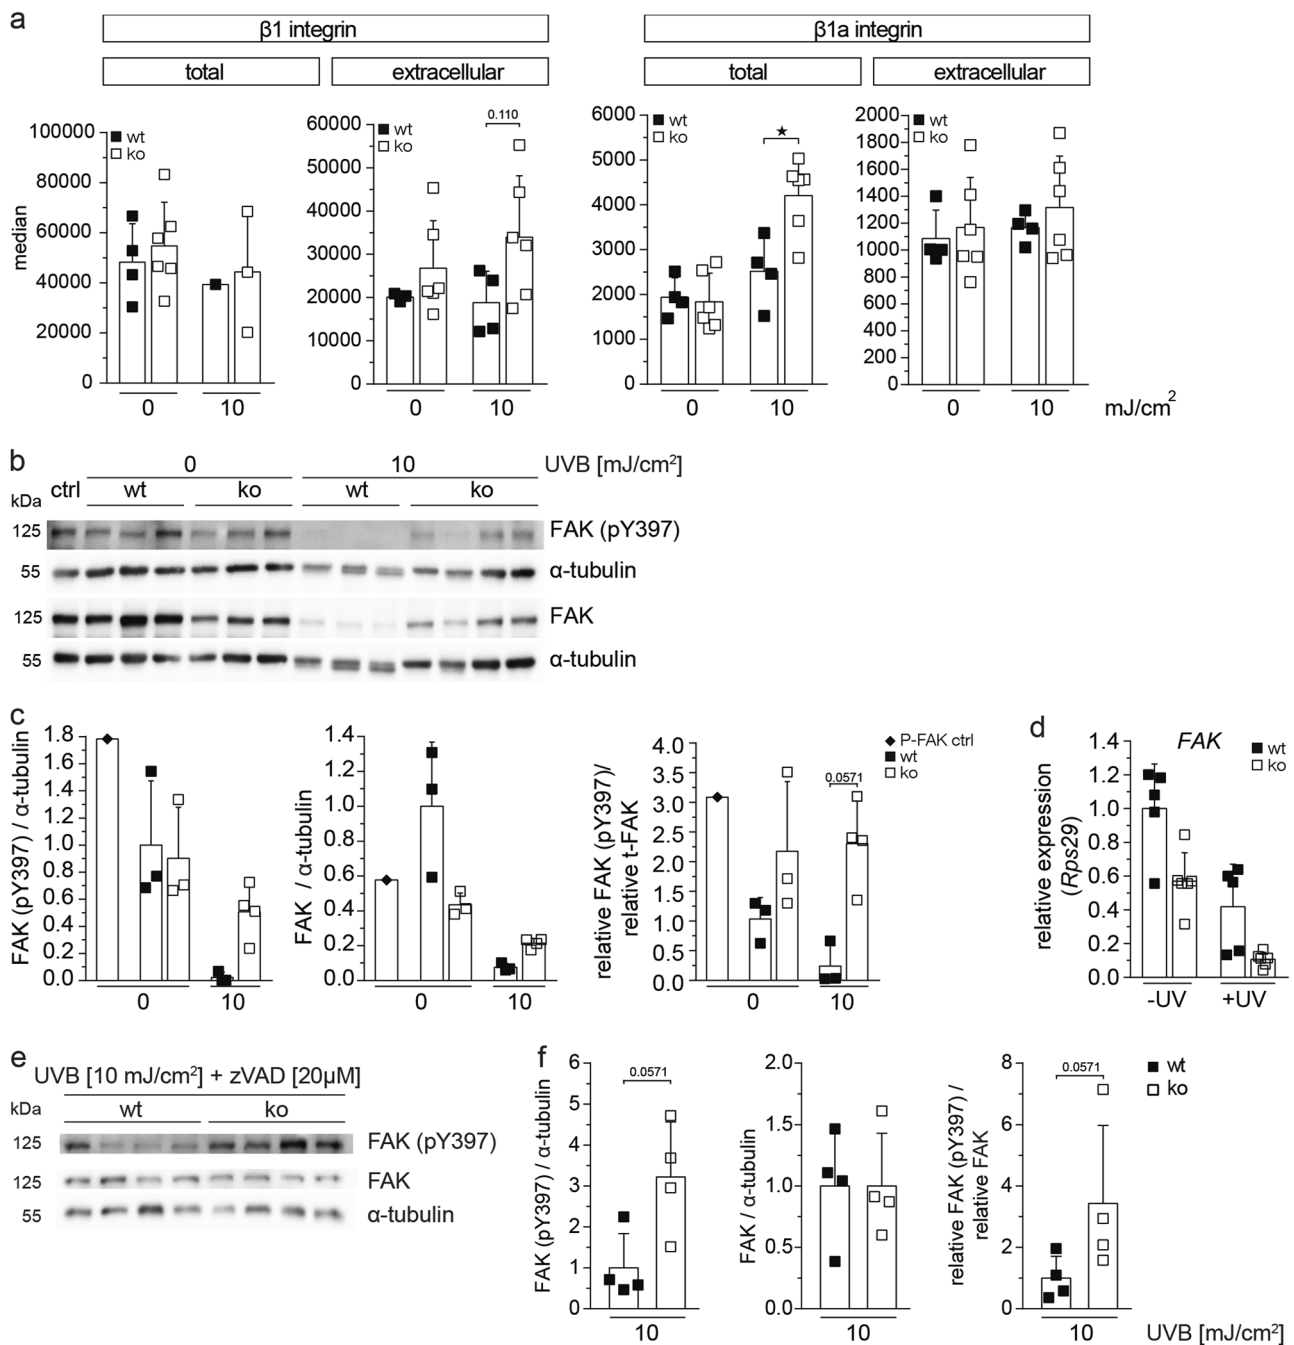 a
β1 integrin
β1a integrin
total
extracellular
total
extracellular
median
100000
80000
60000
40000
20000
0
wt
ko
0
10
60000
50000
40000
30000
20000
10000
0
wt
ko
0.110
0
10
6000
5000
4000
3000
2000
1000
0
wt
ko
★
0
10
2000
1800
1600
1400
1200
1000
800
600
400
200
0
wt
ko
0
10
mJ/cm²
b
0
10
UVB [mJ/cm²]
kDa
ctrl
wt
ko
wt
ko
125
FAK (pY397)
55
α-tubulin
125
FAK
55
α-tubulin
c
FAK (pY397) / α-tubulin
1.8
1.6
1.4
1.2
1.0
0.8
0.6
0.4
0.2
0.0
0
10
FAK / α-tubulin
1.4
1.2
1.0
0.8
0.6
0.4
0.2
0.0
0
10
relative FAK (pY397)/
relative t-FAK
4.0
3.5
3.0
2.5
2.0
1.5
1.0
0.5
0.0
0.0571
0
10
P-FAK ctrl
wt
ko
d
FAK
relative expression
(Rps29)
1.4
1.2
1.0
0.8
0.6
0.4
0.2
0.0
wt
ko
-UV
+UV
e
UVB [10 mJ/cm²] + zVAD [20µM]
kDa
wt
ko
125
FAK (pY397)
125
FAK
55
α-tubulin
f
FAK (pY397) / α-tubulin
6
5
4
3
2
1
0
0.0571
10
FAK / α-tubulin
2.0
1.5
1.0
0.5
0.0
10
relative FAK (pY397) /
relative FAK
8
6
4
2
0
0.0571
10
wt
ko
UVB [mJ/cm²]